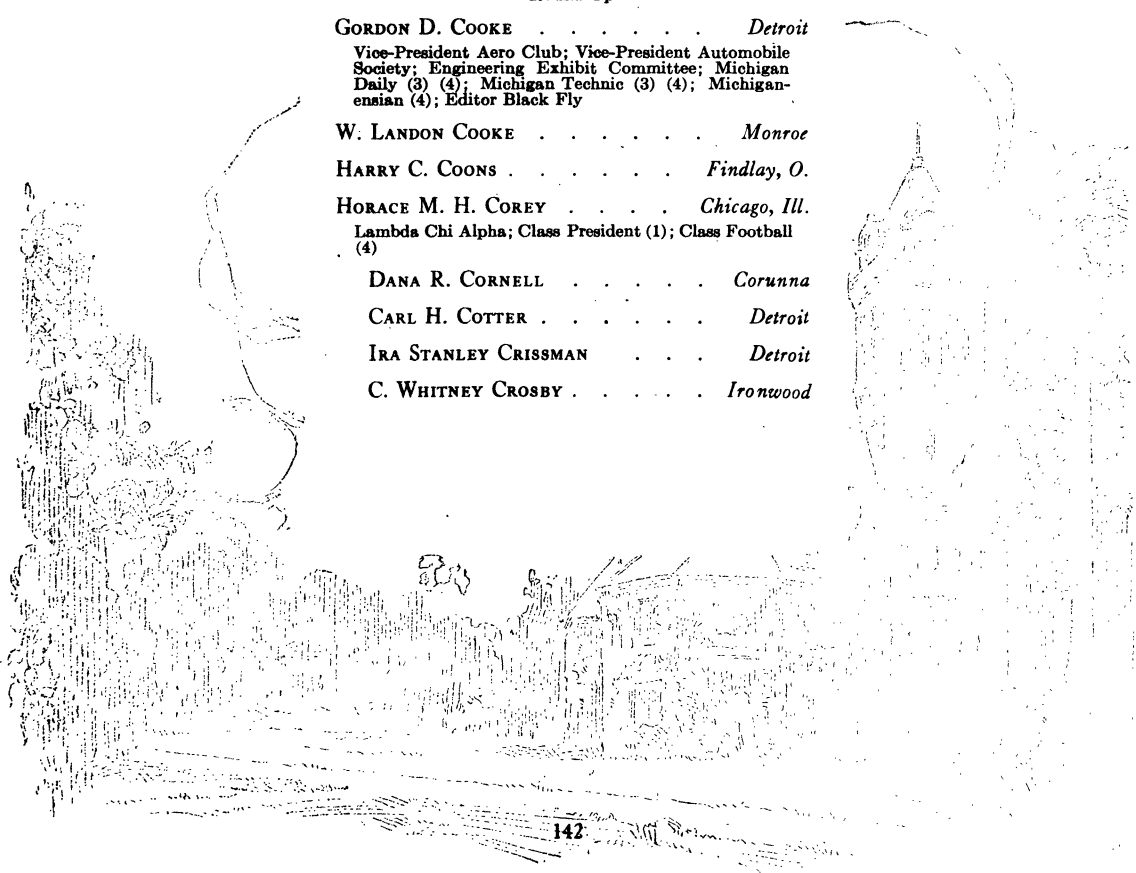 GORDON D. COOKE . . . . . . Detroit
Vice-President Aero Club; Vice-President Automobile
Society; Engineering Exhibit Committee; Michigan
Daily (3) (4); Michigan Technic (3) (4); Michigan-
ensian (4); Editor Black Fly
W. LANDON COOKE . . . . . . Monroe
HARRY C. COONS . . . . . . Findlay, O.
HORACE M. H. COREY . . . . Chicago, Ill.
Lambda Chi Alpha; Class President (1); Class Football
(4)
DANA R. CORNELL . . . . . Corunna
CARL H. COTTER . . . . . . Detroit
IRA STANLEY CRISSMAN . . . Detroit
C. WHITNEY CROSBY . . . . . Ironwood
142